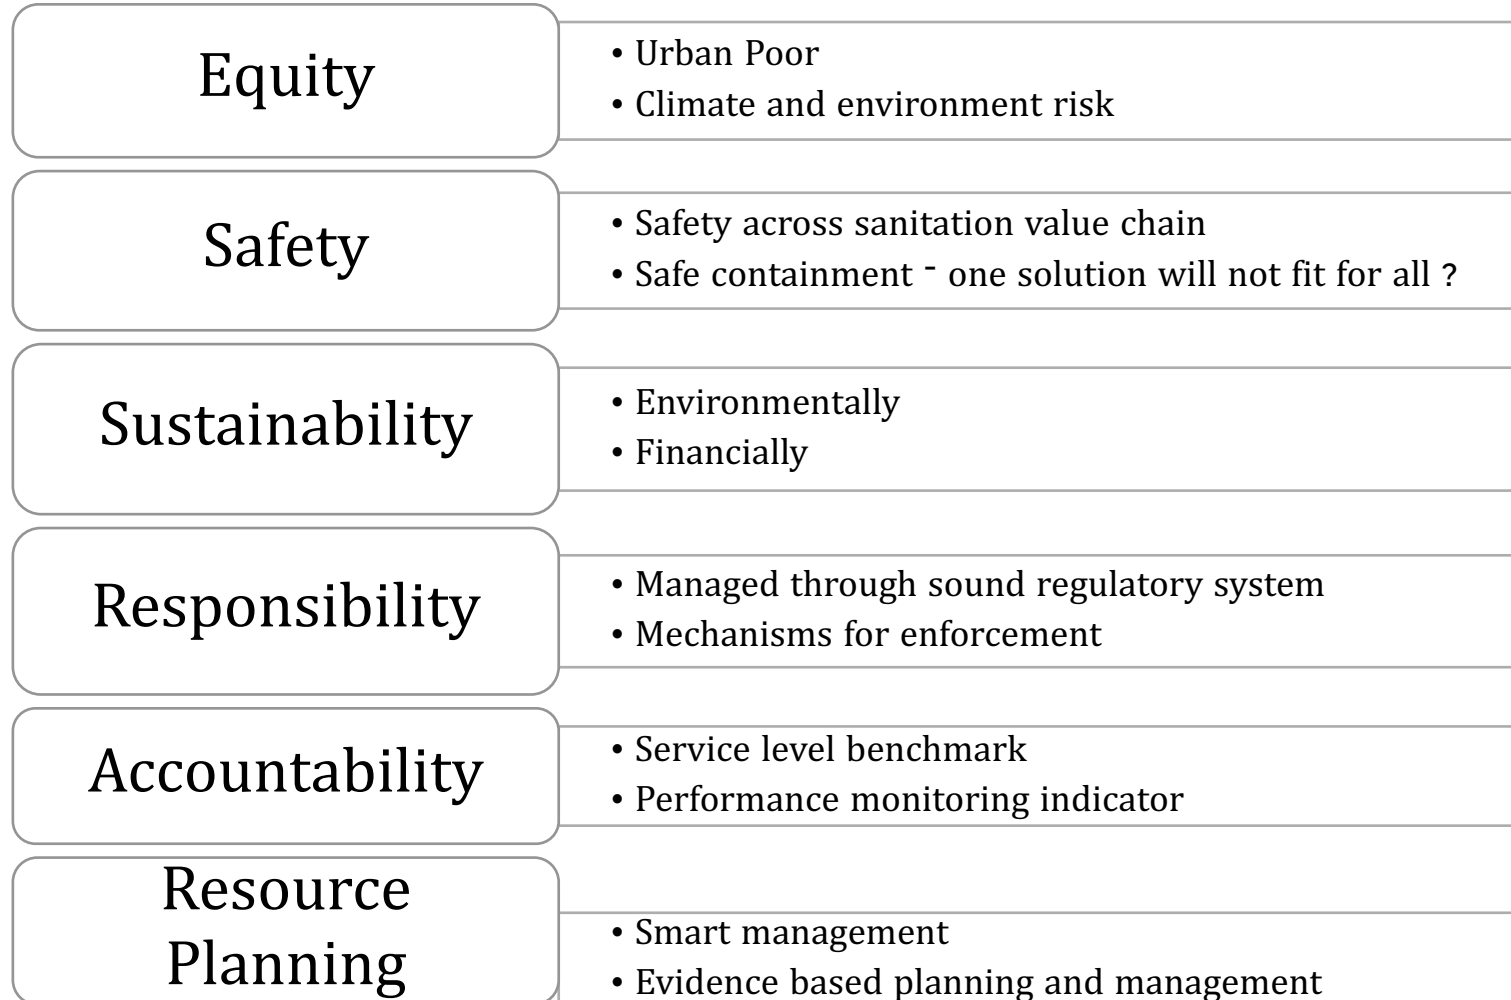 Equity
• Urban Poor
• Climate and environment risk
Safety
• Safety across sanitation value chain
• Safe containment - one solution will not fit for all ?
Sustainability
• Environmentally
• Financially
Responsibility
• Managed through sound regulatory system
• Mechanisms for enforcement
Accountability
• Service level benchmark
• Performance monitoring indicator
Resource
Planning
• Smart management
• Evidence based planning and management